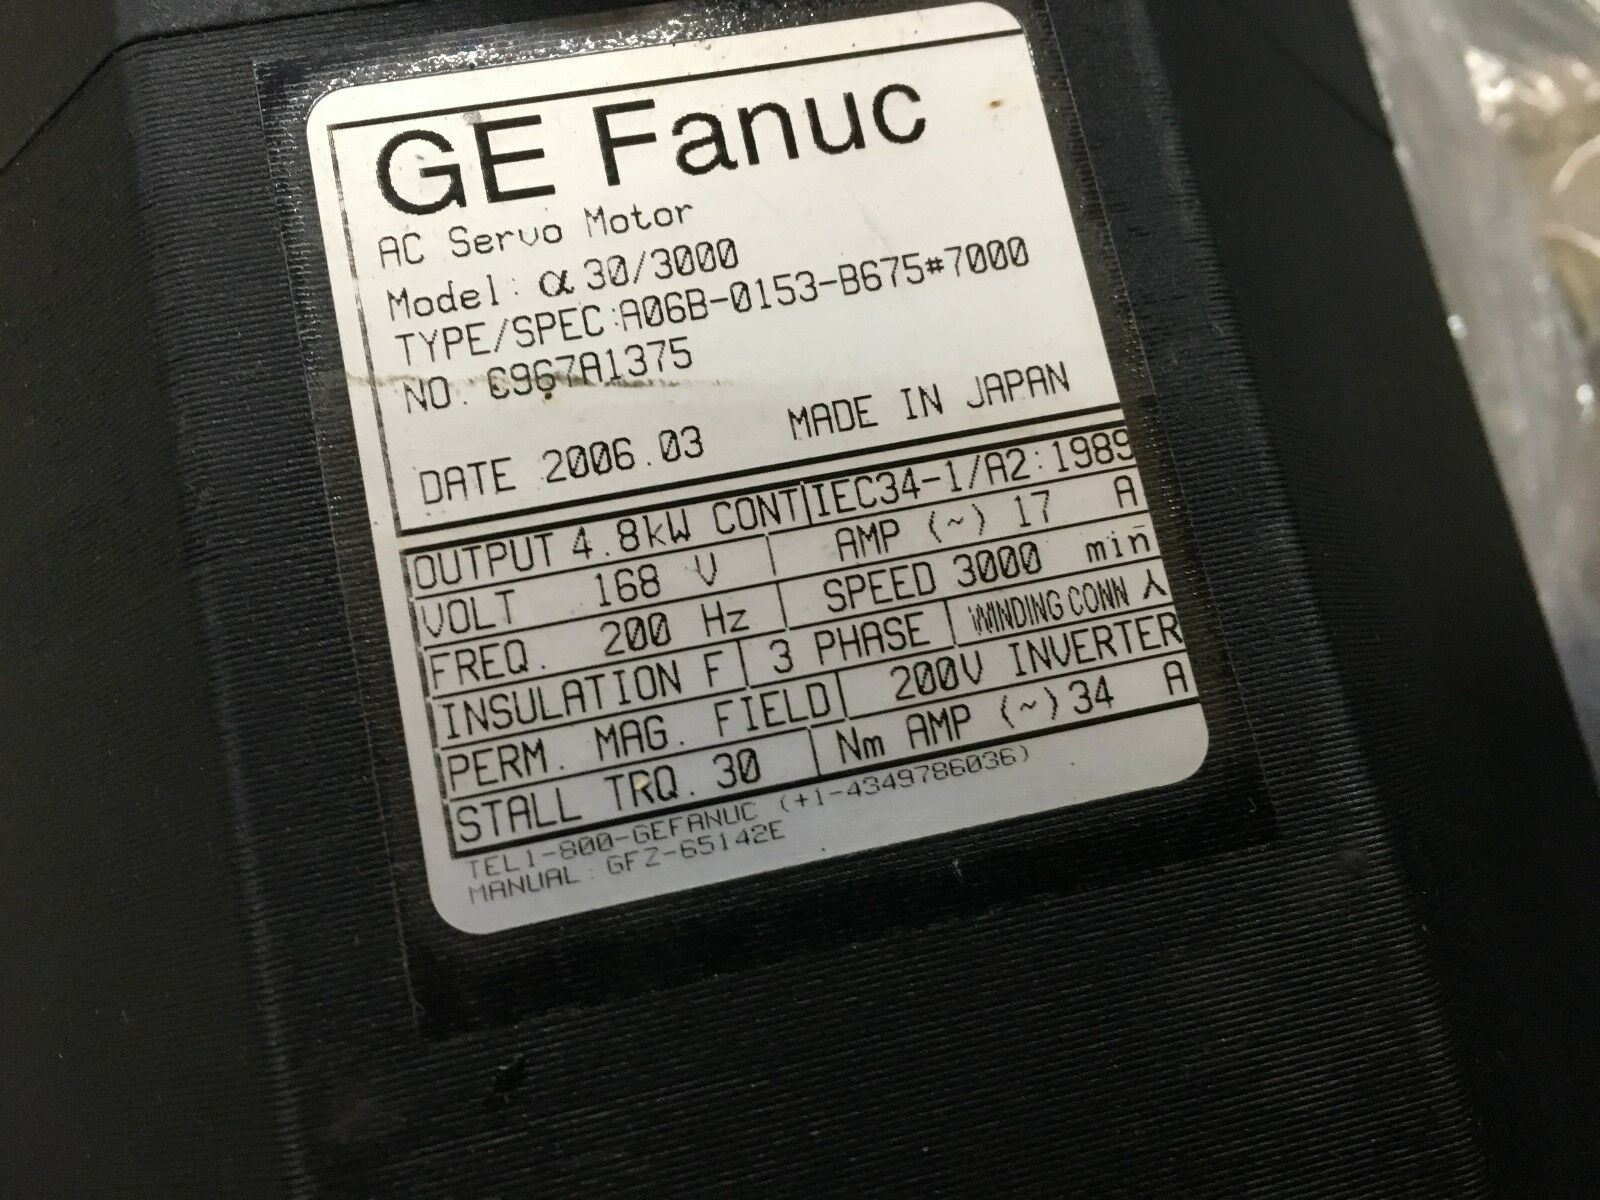 GE Fanuc
AC Servo Motor
Model: α 30/3000
TYPE/SPEC:A06B-0153-B675#7000
NO. C967A1375
DATE 2006.03 MADE IN JAPAN
OUTPUT 4.8kW CONT IEC34-1/A2:1989
VOLT 168 V AMP (~) 17 A
FREQ. 200 Hz SPEED 3000 min⁻
INSULATION F 3 PHASE WINDING CONN 人
PERM. MAG. FIELD 200V INVERTER
STALL TRQ. 30 Nm AMP (~) 34 A
TEL1-800-GEFANUC (+1-4349786036)
MANUAL: GFZ-65142E